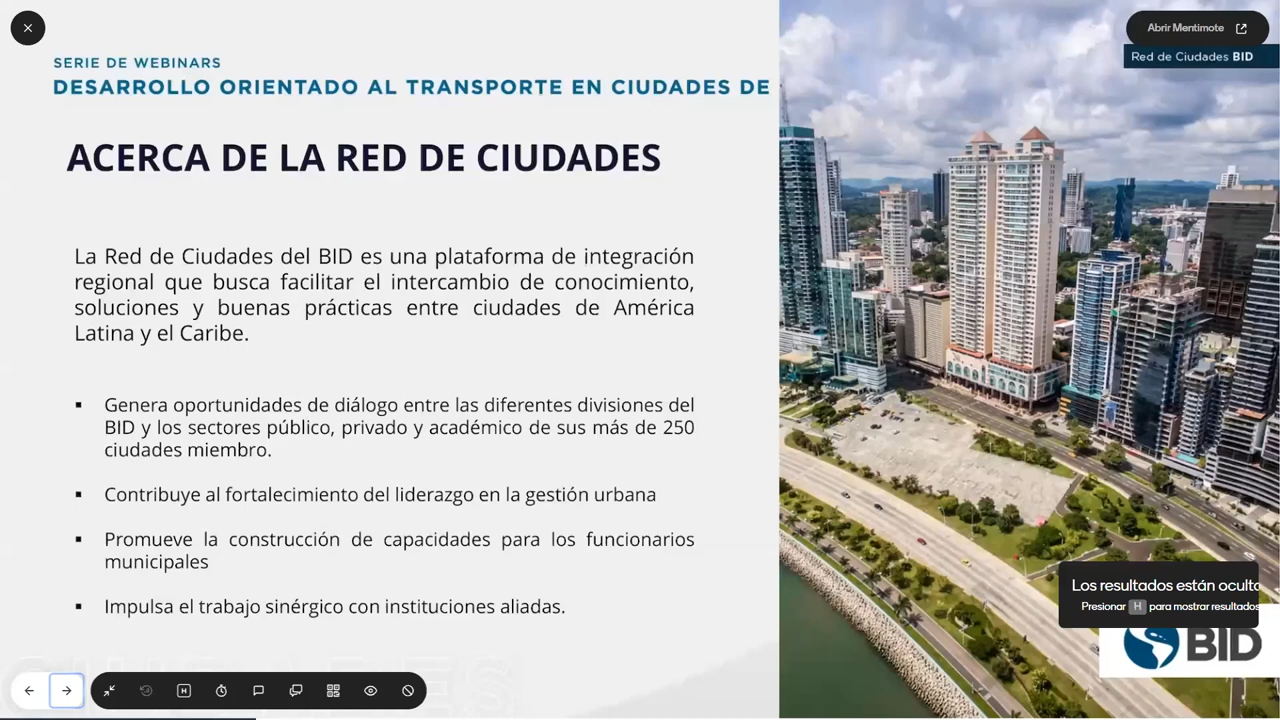 Abrir Mentimote
Red de Ciudades BID
SERIE DE WEBINARS
DESARROLLO ORIENTADO AL TRANSPORTE EN CIUDADES DE
ACERCA DE LA RED DE CIUDADES
La Red de Ciudades del BID es una plataforma de integración
regional que busca facilitar el intercambio de conocimiento,
soluciones y buenas prácticas entre ciudades de América
Latina y el Caribe.
▪ Genera oportunidades de diálogo entre las diferentes divisiones del
BID y los sectores público, privado y académico de sus más de 250
ciudades miembro.
▪ Contribuye al fortalecimiento del liderazgo en la gestión urbana
▪ Promueve la construcción de capacidades para los funcionarios
municipales
▪ Impulsa el trabajo sinérgico con instituciones aliadas.
Los resultados están oculto
Presionar H para mostrar resultados
BID
H